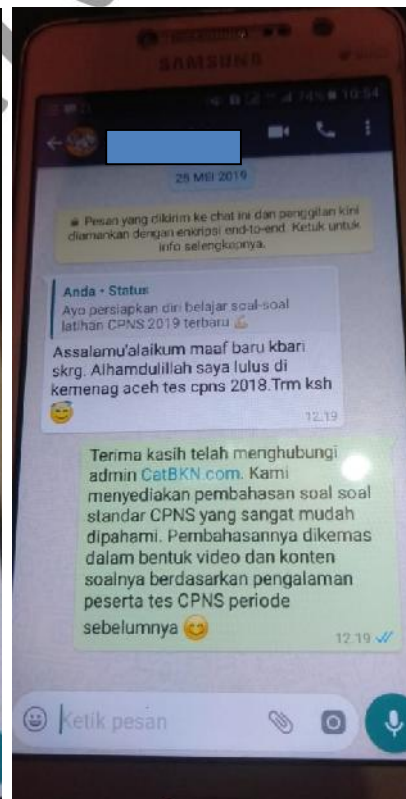 SAMSUNG
74% 10:54
28 MEI 2019
Pesan yang dikirim ke chat ini dan panggilan kini
diamankan dengan enkripsi end-to-end. Ketuk untuk
info selengkapnya.
Anda • Status
Ayo persiapkan diri belajar soal-soal
latihan CPNS 2019 terbaru 💪
Assalamu'alaikum maaf baru kbari
skrg. Alhamdulillah saya lulus di
kemenag aceh tes cpns 2018.Trm ksh
😇
12.19
Terima kasih telah menghubungi
admin CatBKN.com. Kami
menyediakan pembahasan soal soal
standar CPNS yang sangat mudah
dipahami. Pembahasannya dikemas
dalam bentuk video dan konten
soalnya berdasarkan pengalaman
peserta tes CPNS periode
sebelumnya 😊
12.19
Ketik pesan